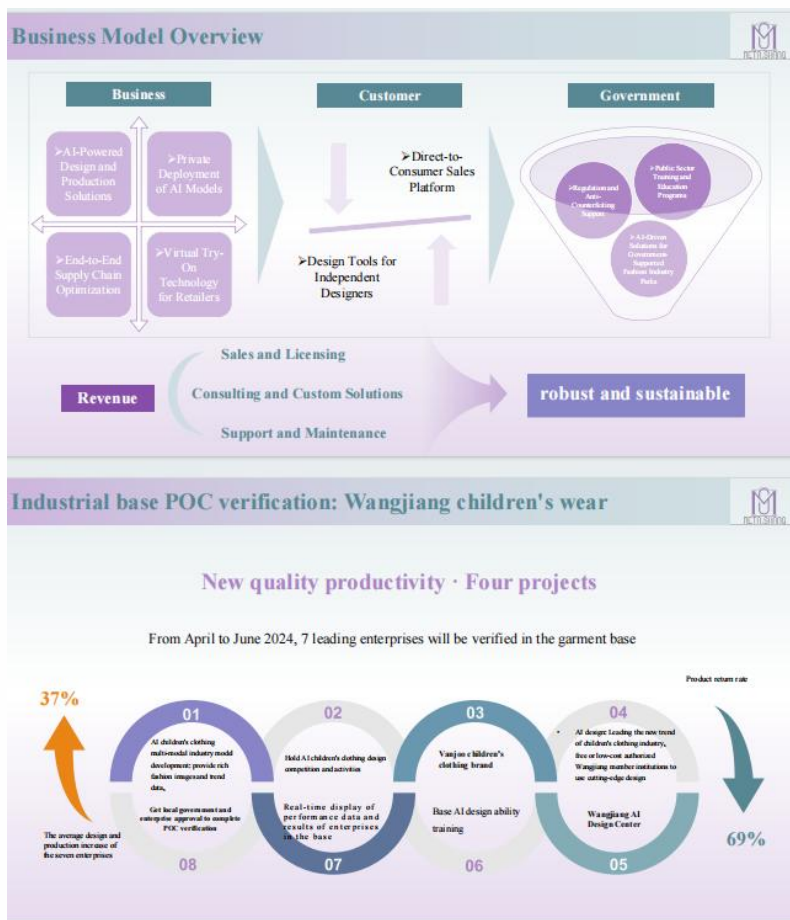 Business Model Overview
Business
Customer
Government
➢AI-Powered
Design and
Production
Solutions
➢Private
Deployment
of AI Models
➢End-to-End
Supply Chain
Optimization
➢Virtual Try-
On
Technology
for Retailers
➢Direct-to-
Consumer Sales
Platform
➢Design Tools for
Independent
Designers
➢Regulation and
Anti-
Counterfeiting
Support
➢Public Sector
Training and
Education
Programs
➢AI-Driven
Solutions for
Government-
Supported
Fashion Industry
Parks
Revenue
Sales and Licensing
Consulting and Custom Solutions
Support and Maintenance
robust and sustainable
Industrial base POC verification: Wangjiang children's wear
New quality productivity · Four projects
From April to June 2024, 7 leading enterprises will be verified in the garment base
37%
The average design and
production increase of
the seven enterprises
01
AI children's clothing
multi-modal industry model
development: provide rich
fashion images and trend
data,
02
Hold AI children's clothing design
competition and activities
03
Vanjoe children's
clothing brand
04
• AI design: Leading the new trend
of children's clothing industry,
free or low-cost authorized
Wangjiang member institutions to
use cutting-edge design
Product return rate
69%
Get local government and
enterprise approval to complete
POC verification
08
Real-time display of
performance data and
results of enterprises
in the base
07
Base AI design ability
training
06
Wangjiang AI
Design Center
05